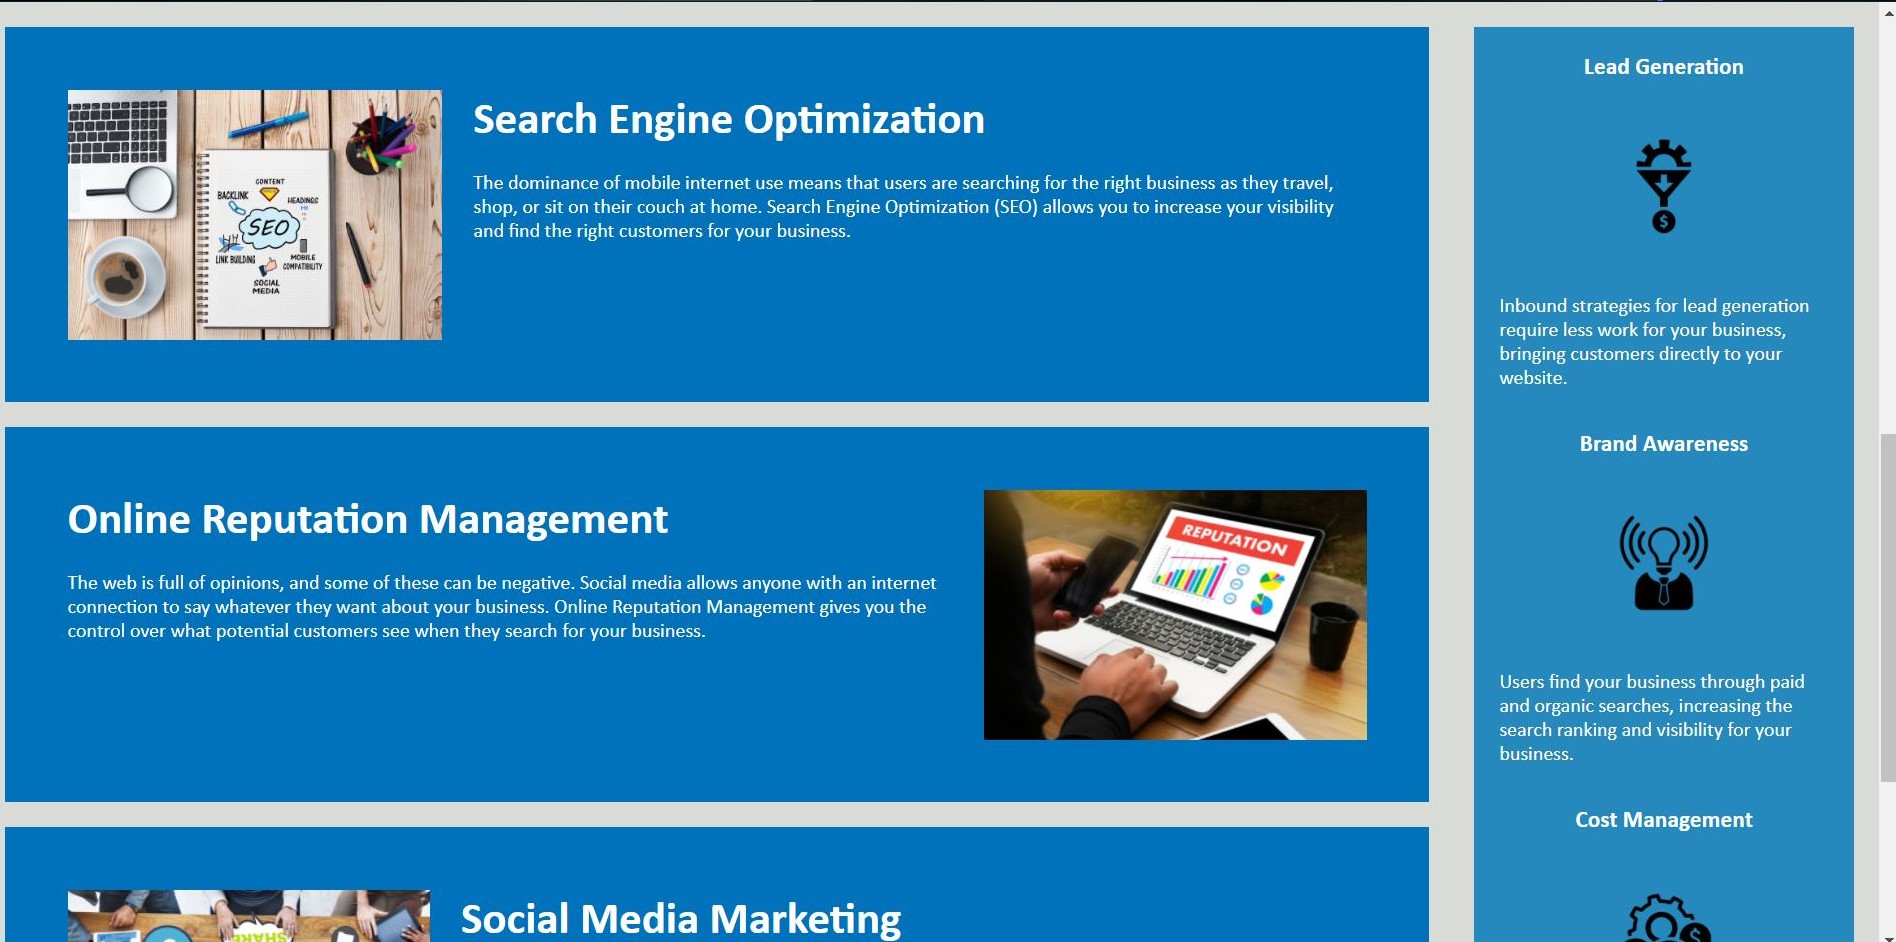 Search Engine Optimization
The dominance of mobile internet use means that users are searching for the right business as they travel,
shop, or sit on their couch at home. Search Engine Optimization (SEO) allows you to increase your visibility
and find the right customers for your business.
CONTENT
BACKLINK
HEADINGS
SEO
LINK BUILDING
MOBILE
COMPATIBILITY
SOCIAL
MEDIA
Online Reputation Management
The web is full of opinions, and some of these can be negative. Social media allows anyone with an internet
connection to say whatever they want about your business. Online Reputation Management gives you the
control over what potential customers see when they search for your business.
REPUTATION
Social Media Marketing
SHARE
Lead Generation
$
Inbound strategies for lead generation
require less work for your business,
bringing customers directly to your
website.
Brand Awareness
Users find your business through paid
and organic searches, increasing the
search ranking and visibility for your
business.
Cost Management
$